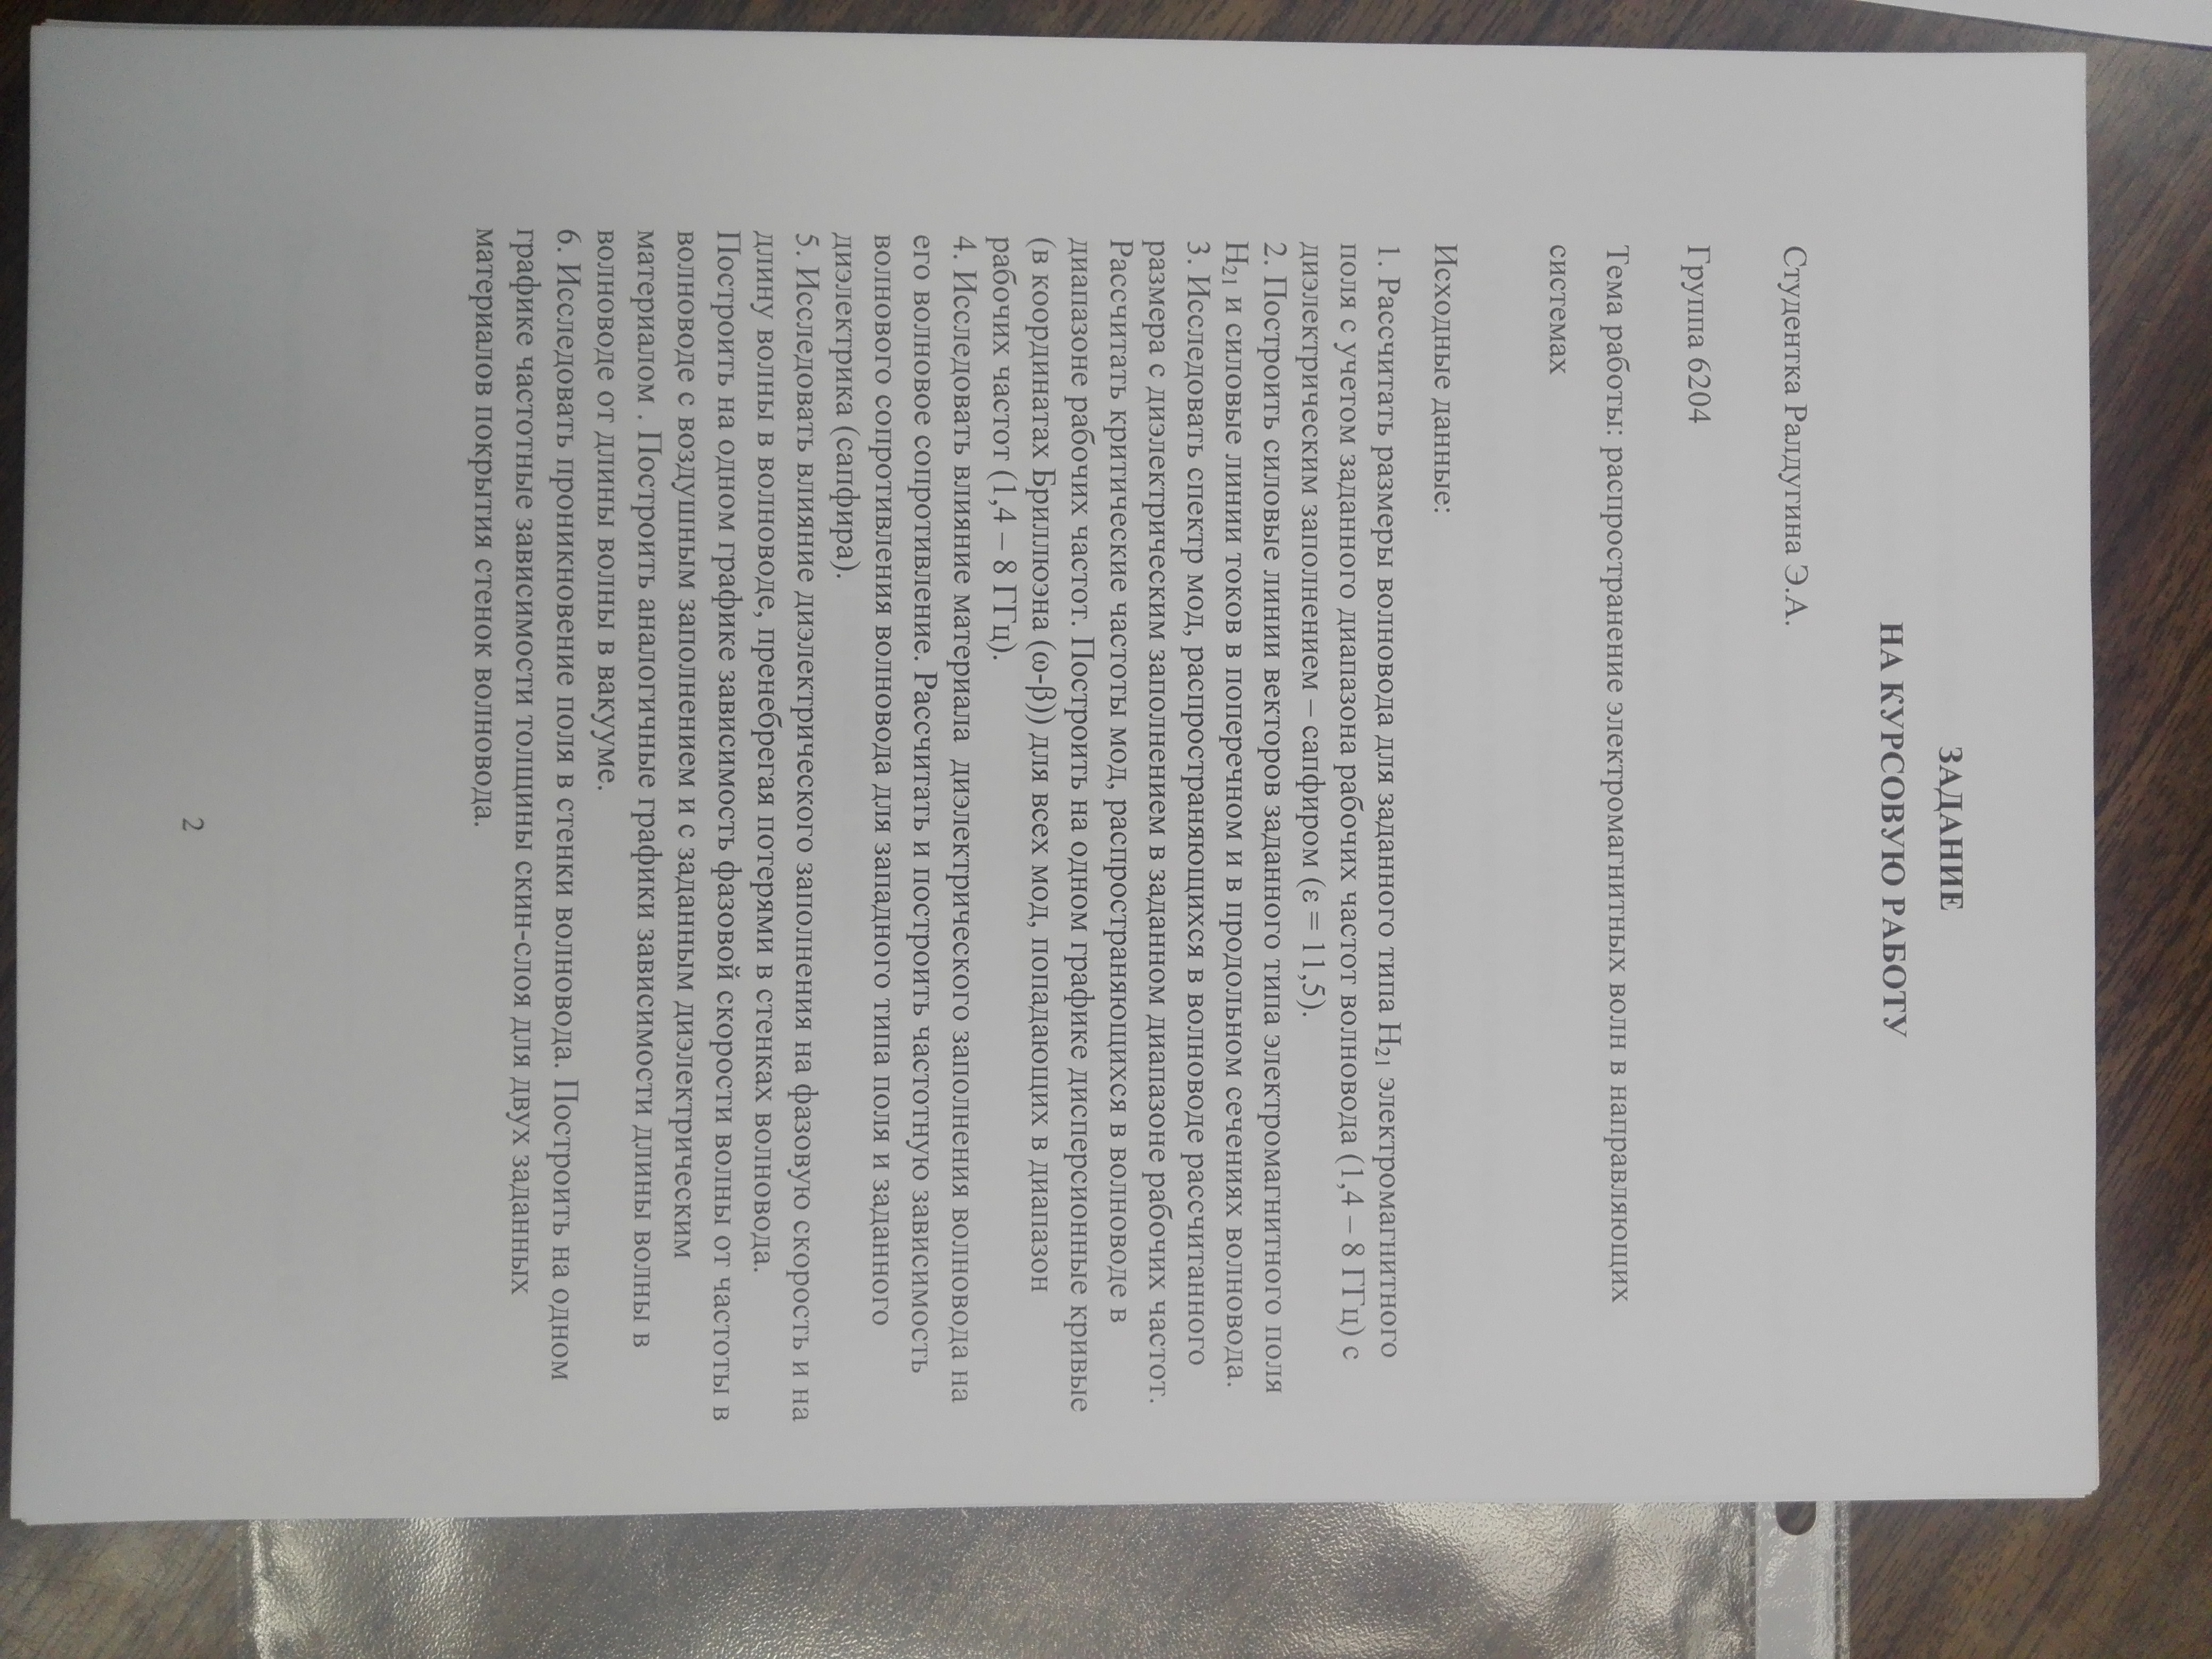 ЗАДАНИЕ
НА КУРСОВУЮ РАБОТУ
Студентка Ралдугина Э.А.
Группа 6204
Тема работы: распространение электромагнитных волн в направляющих
системах
Исходные данные:
1. Рассчитать размеры волновода для заданного типа H₂₁ электромагнитного
поля с учетом заданного диапазона рабочих частот волновода (1,4 – 8 ГГц) с
диэлектрическим заполнением – сапфиром (ε = 11,5).
2. Построить силовые линии векторов заданного типа электромагнитного поля
H₂₁ и силовые линии токов в поперечном и в продольном сечениях волновода.
3. Исследовать спектр мод, распространяющихся в волноводе рассчитанного
размера с диэлектрическим заполнением в заданном диапазоне рабочих частот.
Рассчитать критические частоты мод, распространяющихся в волноводе в
диапазоне рабочих частот. Построить на одном графике дисперсионные кривые
(в координатах Бриллюэна (ω-β)) для всех мод, попадающих в диапазон
рабочих частот (1,4 – 8 ГГц).
4. Исследовать влияние материала диэлектрического заполнения волновода на
его волновое сопротивление. Рассчитать и построить частотную зависимость
волнового сопротивления волновода для западного типа поля и заданного
диэлектрика (сапфира).
5. Исследовать влияние диэлектрического заполнения на фазовую скорость и на
длину волны в волноводе, пренебрегая потерями в стенках волновода.
Построить на одном графике зависимость фазовой скорости волны от частоты в
волноводе с воздушным заполнением и с заданным диэлектрическим
материалом . Построить аналогичные графики зависимости длины волны в
волноводе от длины волны в вакууме.
6. Исследовать проникновение поля в стенки волновода. Построить на одном
графике частотные зависимости толщины скин-слоя для двух заданных
материалов покрытия стенок волновода.
2